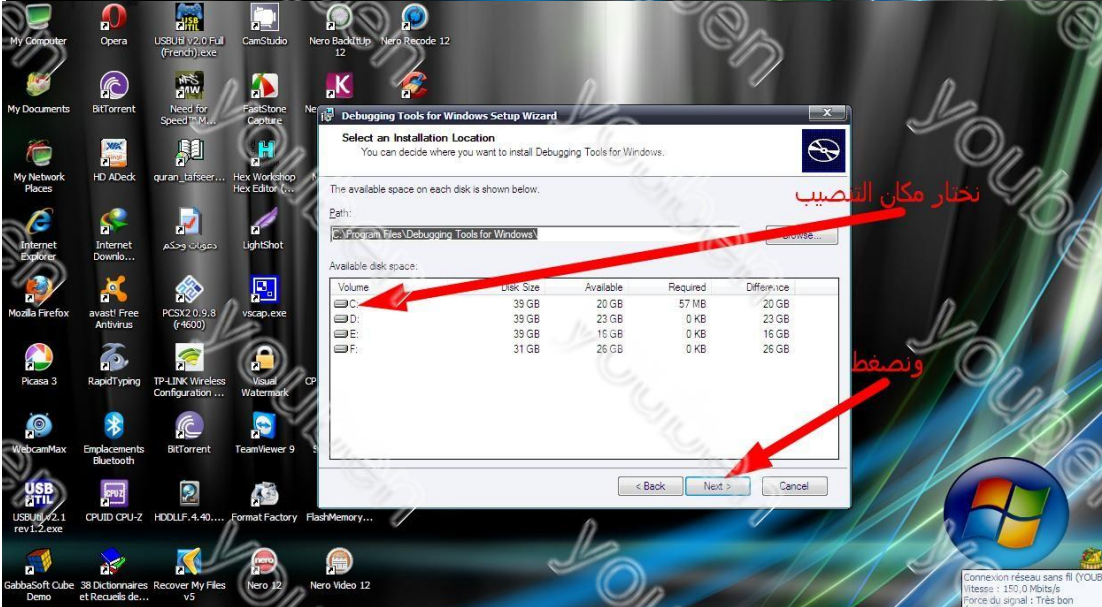 My Computer
Opera
USBUtil v2.0 Full
(French).exe
CamStudio
Nero BackItUp
12
Nero Recode 12
My Documents
BitTorrent
Need for
Speed™ M...
FastStone
Capture
My Network
Places
HD ADeck
quran_tafseer...
Hex Workshop
Hex Editor (...
Internet
Explorer
Internet
Downlo...
دعوات وحكم
LightShot
Mozilla Firefox
avast! Free
Antivirus
PCSX2 0.9.8
(r4600)
vscap.exe
Picasa 3
RapidTyping
TP-LINK Wireless
Configuration ...
Visual
Watermark
WebcamMax
Emplacements
Bluetooth
BitTorrent
TeamViewer 9
USBUtil v2.1
rev1.2.exe
CPUID CPU-Z
HDDLLF.4.40....
Format Factory
FlashMemory...
GabbaSoft Cube
Demo
38 Dictionnaires
et Recueils de...
Recover My Files
v5
Nero 12
Nero Video 12
Debugging Tools for Windows Setup Wizard
Select an Installation Location
You can decide where you want to install Debugging Tools for Windows.
The available space on each disk is shown below.
Path:
C:\Program Files\Debugging Tools for Windows\
Browse...
Available disk space:
Volume Disk Size Available Required Difference
C: 39 GB 20 GB 57 MB 20 GB
D: 39 GB 23 GB 0 KB 23 GB
E: 39 GB 16 GB 0 KB 16 GB
F: 31 GB 26 GB 0 KB 26 GB
< Back Next > Cancel
نختار مكان التنصيب
ونضغط
Connexion réseau sans fil (YOUB
Vitesse : 150,0 Mbits/s
Force du signal : Très bon
youben